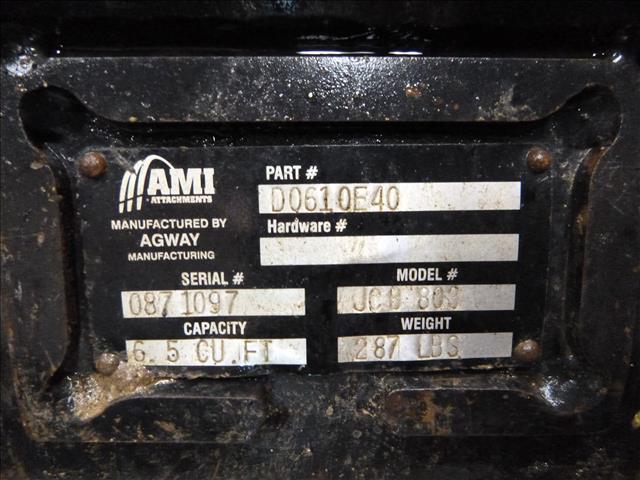 AMI
ATTACHMENTS
MANUFACTURED BY
AGWAY
MANUFACTURING
PART #
D0610E40
Hardware #
SERIAL #
0871097
MODEL #
JCB
CAPACITY
6.5 CU.FT
WEIGHT
287 LBS